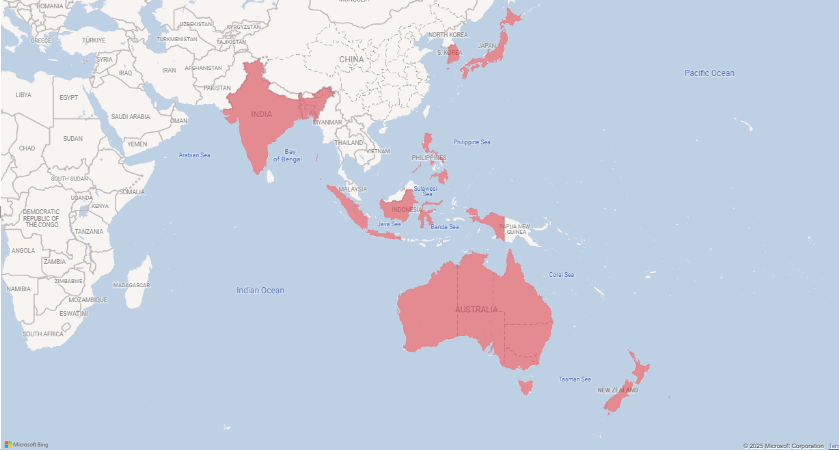 ROMANIA
MONGOLIA
UZBEKISTAN
KYRGYZSTAN
GREECE
TÜRKIYE
TURKMENISTAN
TAJIKISTAN
NORTH KOREA
S. KOREA
JAPAN
SYRIA
IRAQ
IRAN
AFGHANISTAN
CHINA
PAKISTAN
Pacific Ocean
LIBYA
EGYPT
SAUDI ARABIA
OMAN
INDIA
MYANMAR
CHAD
SUDAN
YEMEN
Arabian Sea
Bay
of Bengal
THAILAND
VIETNAM
PHILIPPINES
Philippine Sea
SOUTH SUDAN
SOMALIA
UGANDA
KENYA
MALAYSIA
Sulawesi
Sea
DEMOCRATIC
REPUBLIC OF
THE CONGO
TANZANIA
INDONESIA
Java Sea
Banda Sea
PAPUA NEW
GUINEA
ANGOLA
ZAMBIA
Coral Sea
NAMIBIA
ZIMBABWE
MADAGASCAR
Indian Ocean
MOZAMBIQUE
ESWATINI
AUSTRALIA
SOUTH AFRICA
Tasman Sea
NEW ZEALAND
Microsoft Bing
© 2025 Microsoft Corporation